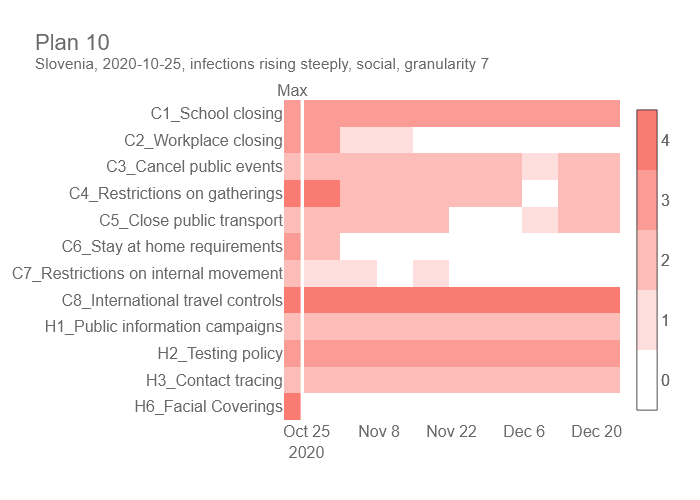 Plan 10
Slovenia, 2020-10-25, infections rising steeply, social, granularity 7
Max
C1_School closing
C2_Workplace closing
C3_Cancel public events
C4_Restrictions on gatherings
C5_Close public transport
C6_Stay at home requirements
C7_Restrictions on internal movement
C8_International travel controls
H1_Public information campaigns
H2_Testing policy
H3_Contact tracing
H6_Facial Coverings
Oct 25 Nov 8 Nov 22 Dec 6 Dec 20
2020
4
3
2
1
0